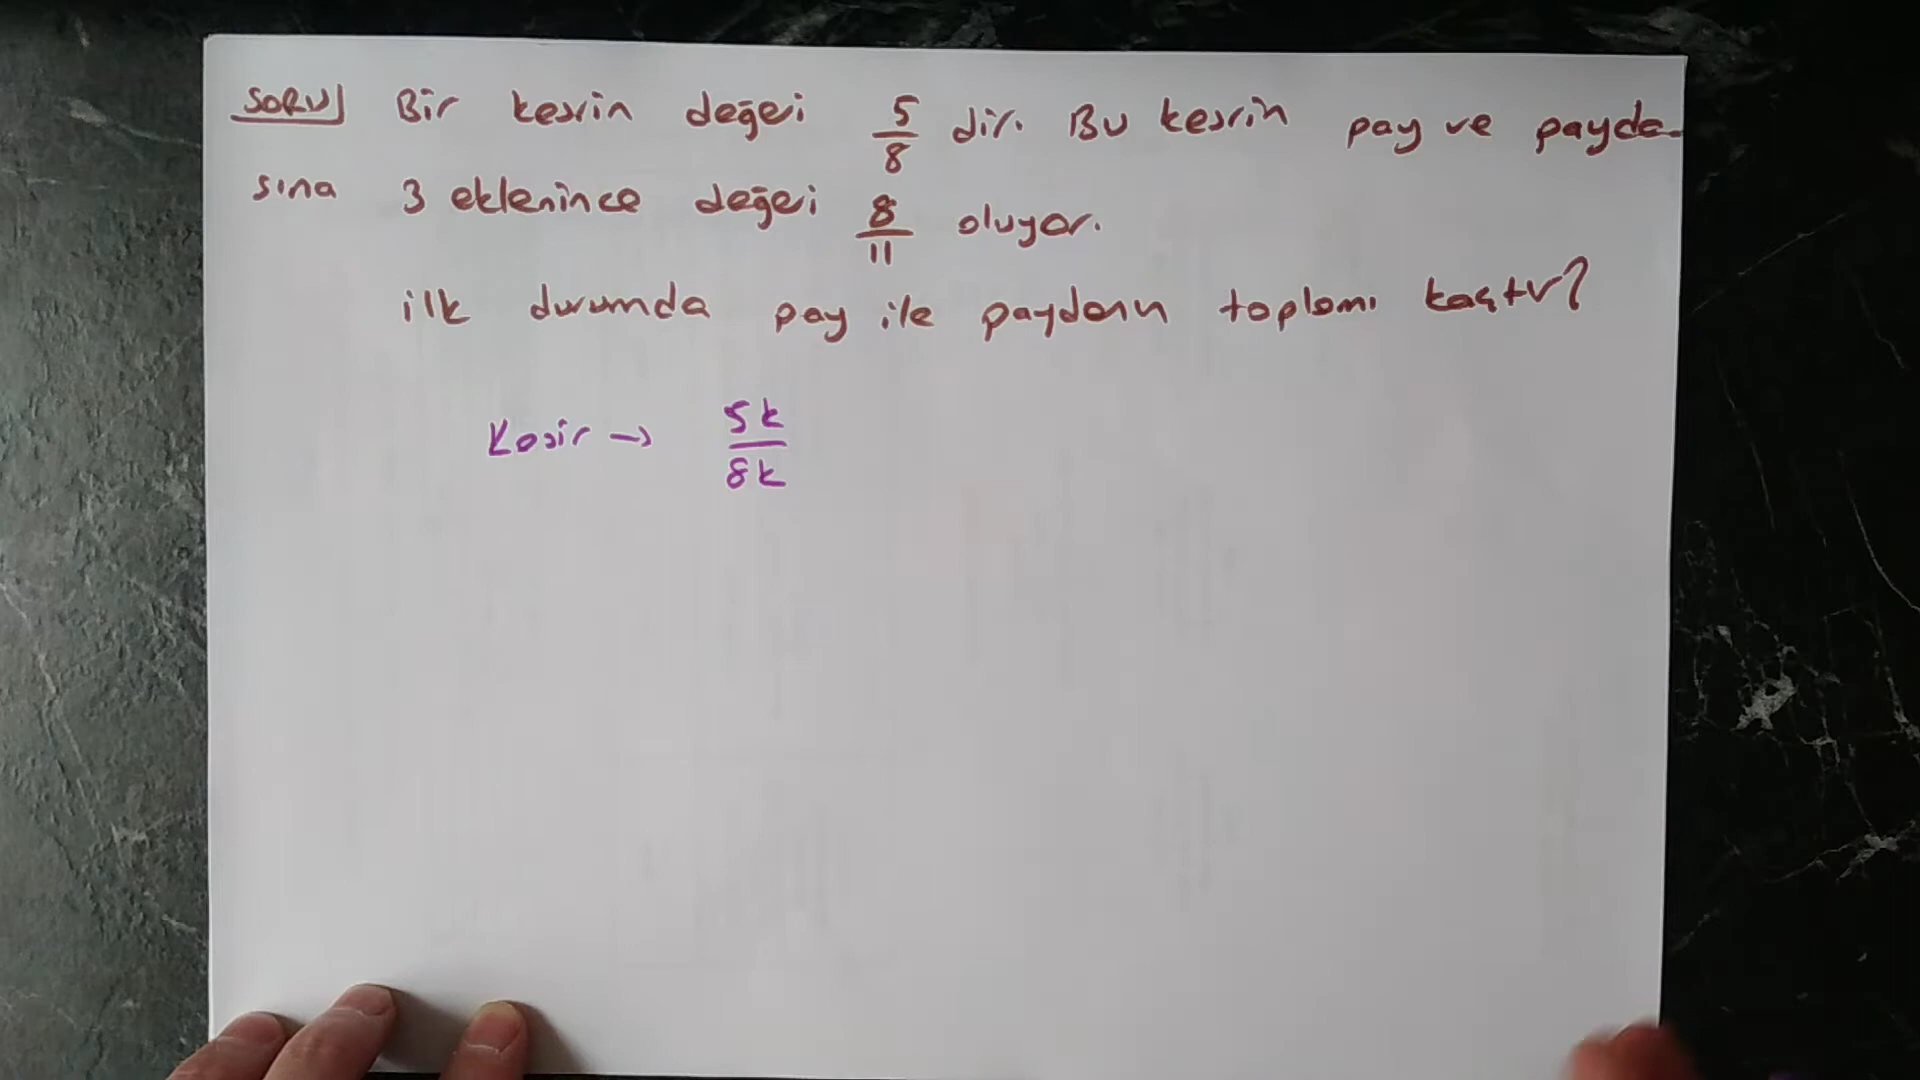 SORU Bir kesrin değeri 5/8 dir. Bu kesrin pay ve payda-
sına 3 eklenince değeri 8/11 oluyor.
ilk durumda pay ile paydanın toplamı kaçtır?
Kesir → 5k/8k